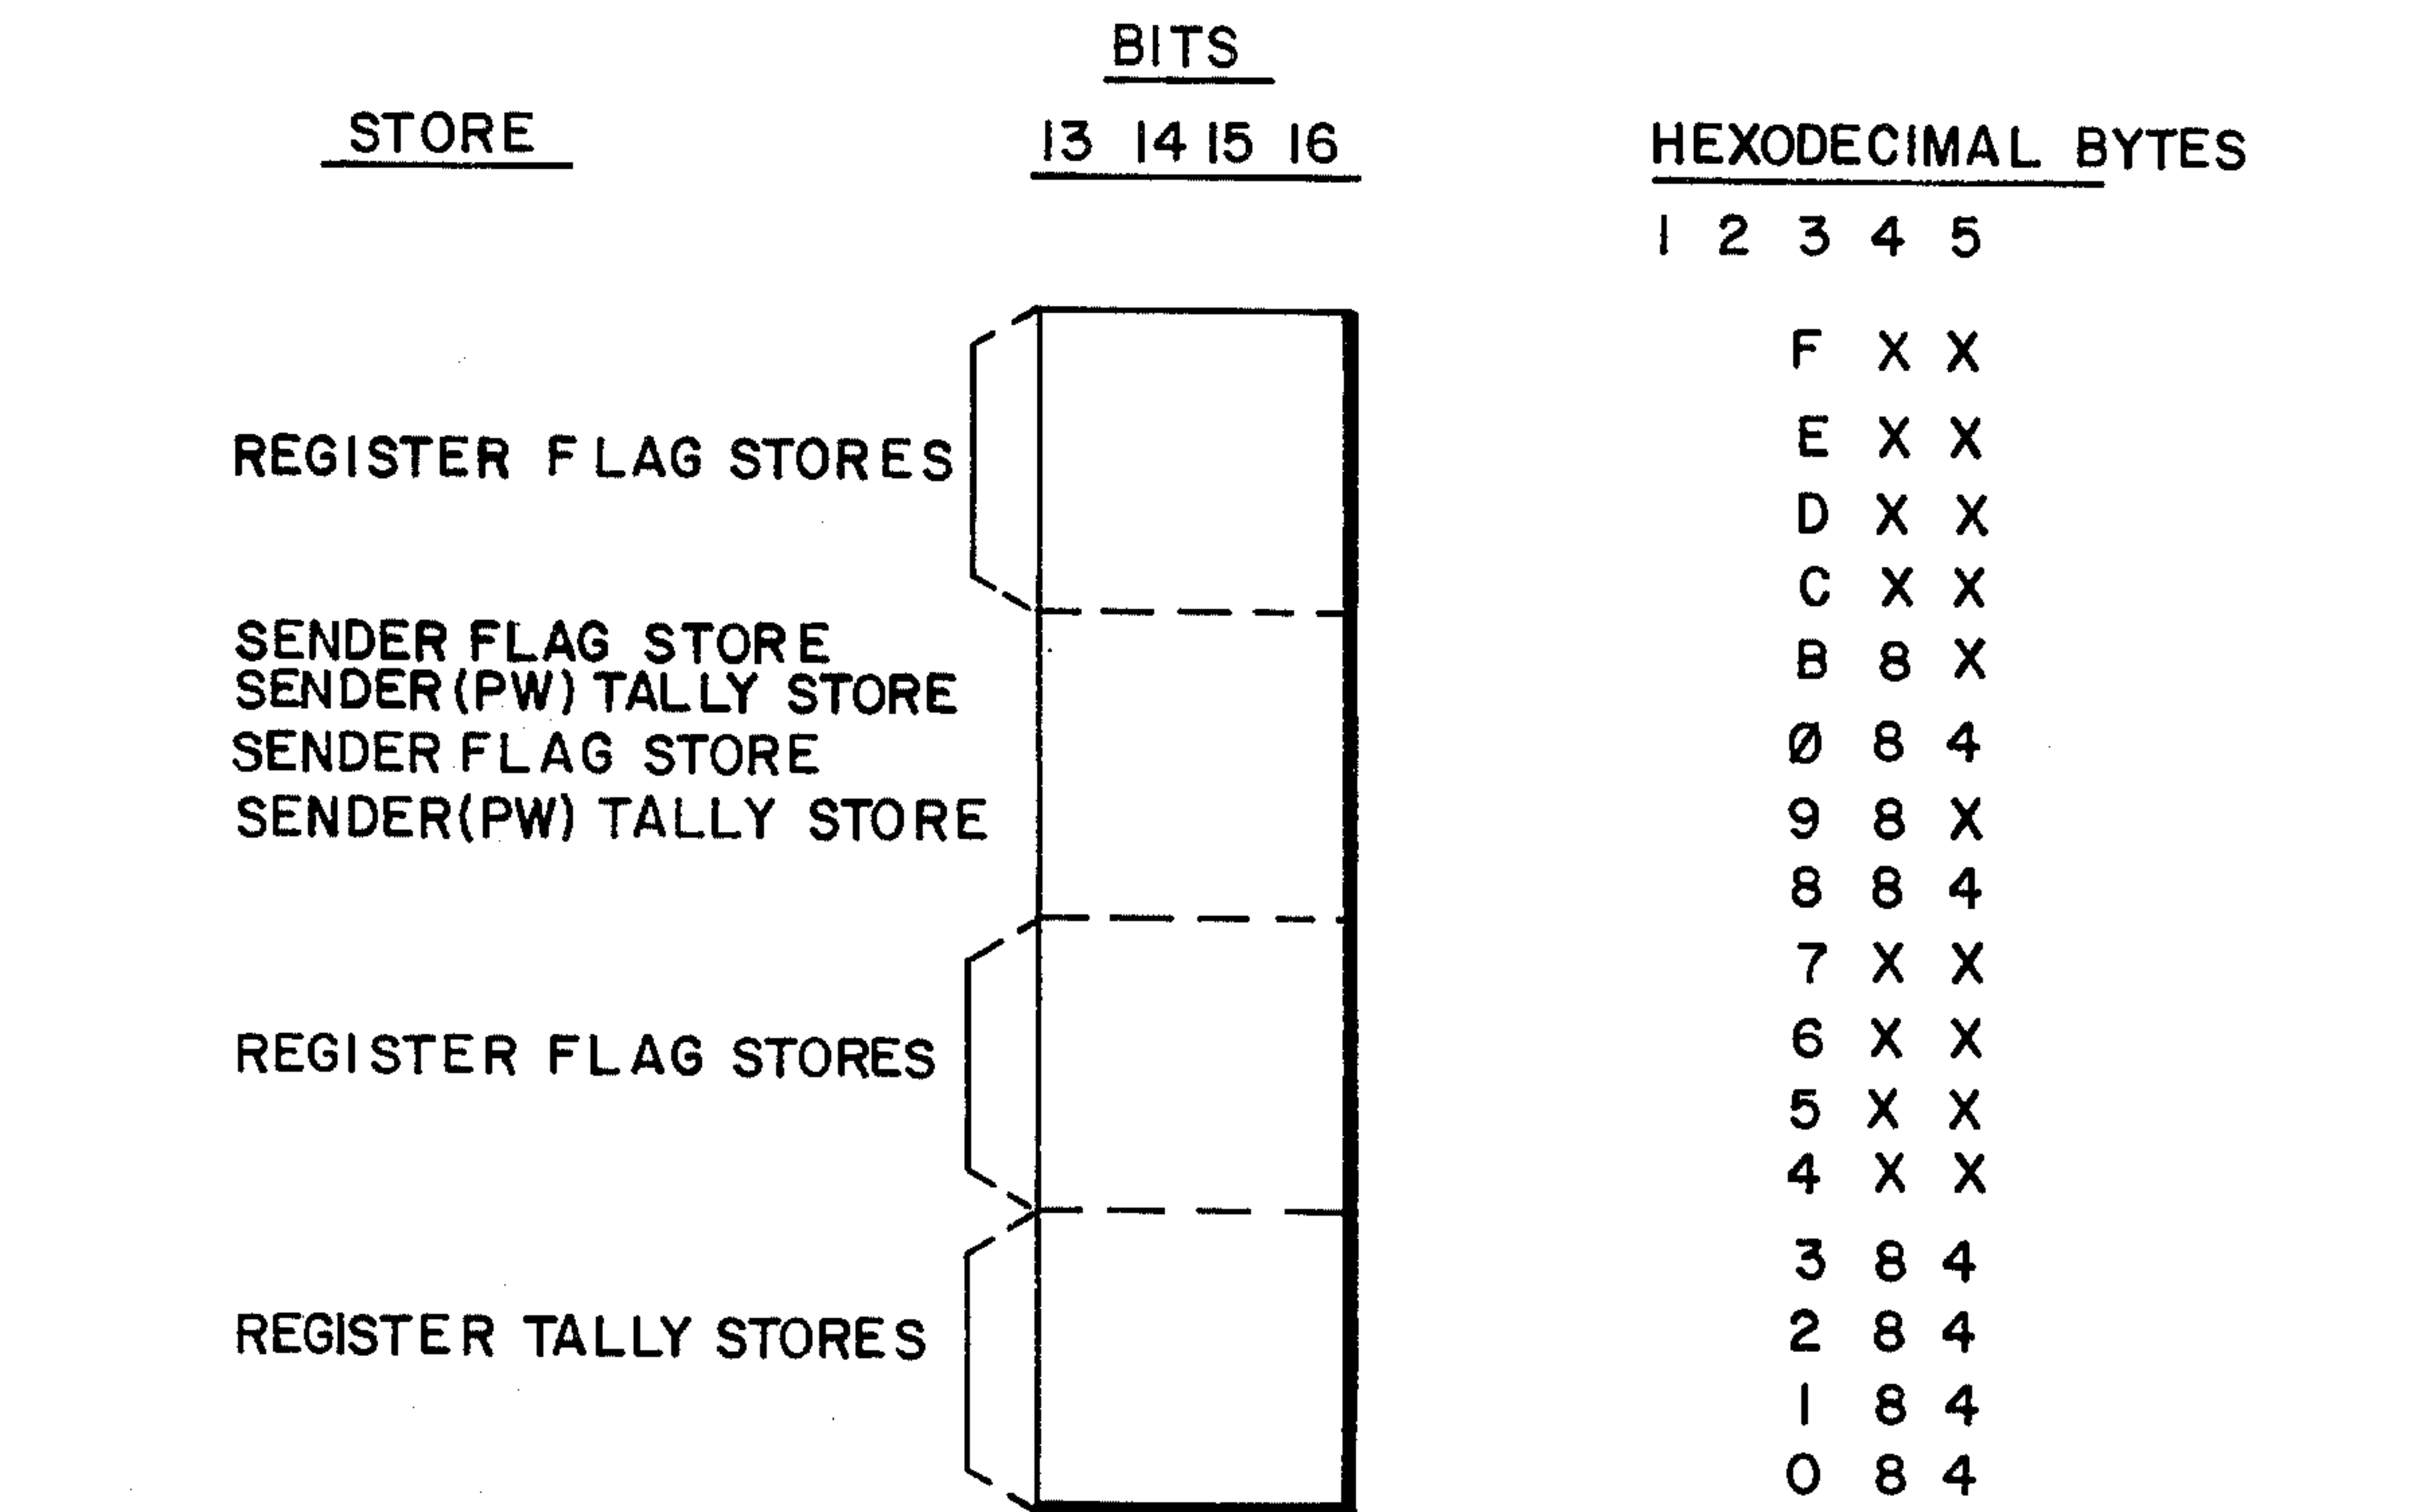 BITS
STORE
13 14 15 16
HEXODECIMAL BYTES
1 2 3 4 5
F X X
E X X
REGISTER FLAG STORES
D X X
C X X
SENDER FLAG STORE
B 8 X
SENDER(PW) TALLY STORE
SENDER FLAG STORE
Ø 8 4
SENDER(PW) TALLY STORE
9 8 X
8 8 4
7 X X
6 X X
REGISTER FLAG STORES
5 X X
4 X X
3 8 4
2 8 4
REGISTER TALLY STORES
1 8 4
0 8 4